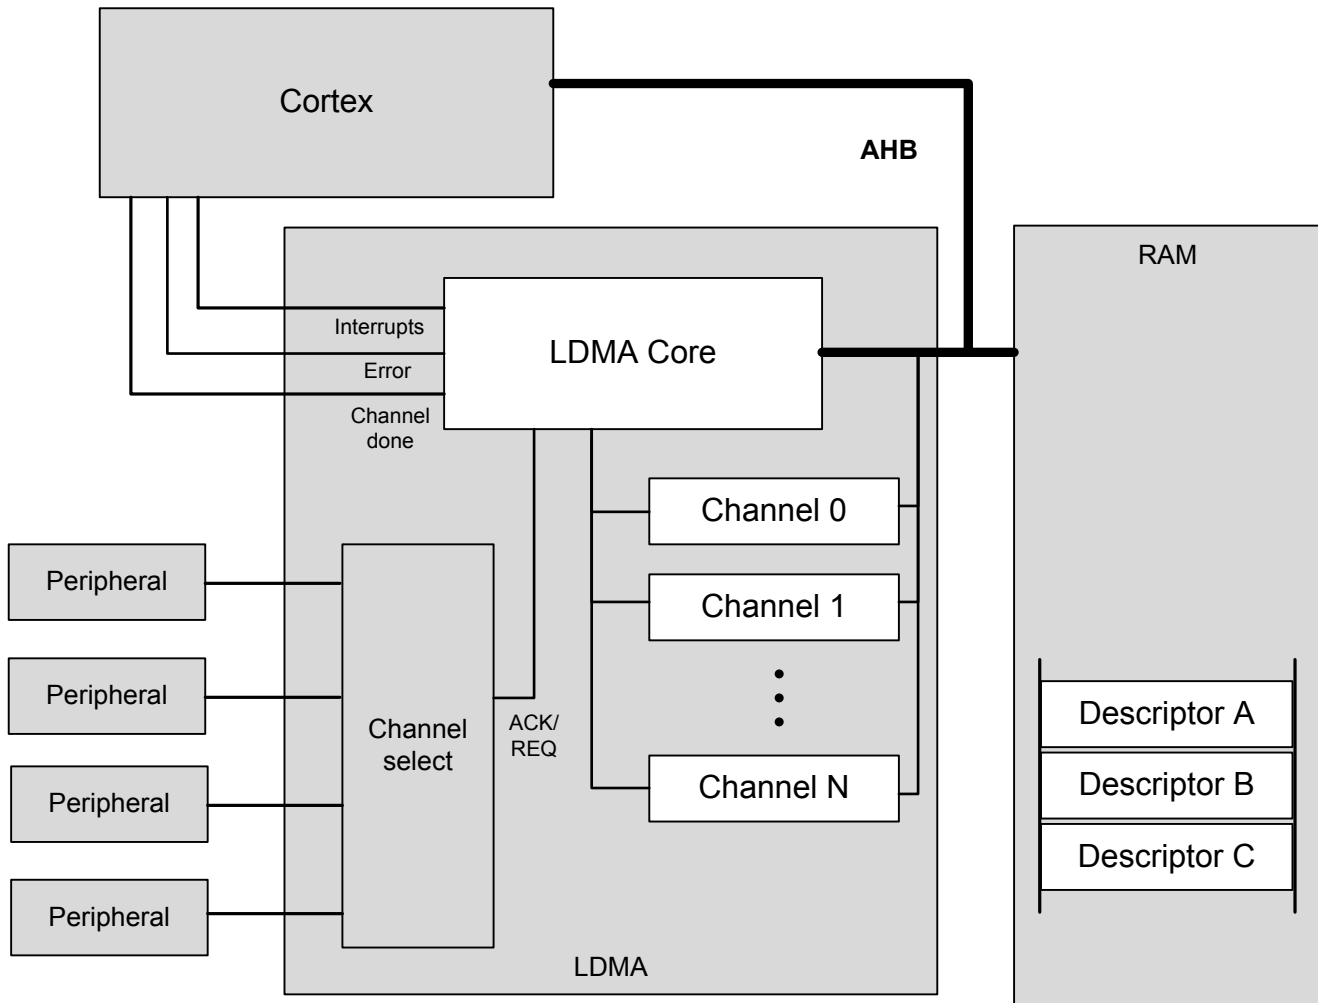 Cortex
AHB
RAM
Interrupts
LDMA Core
Error
Channel
done
Channel 0
Peripheral
Channel 1
Peripheral
Channel
select
ACK/
REQ
Descriptor A
Peripheral
Channel N
Descriptor B
Descriptor C
Peripheral
LDMA